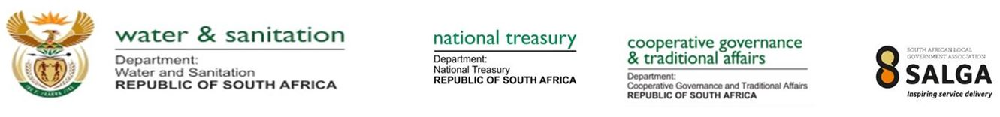 water & sanitation
Department:
Water and Sanitation
REPUBLIC OF SOUTH AFRICA
national treasury
Department:
National Treasury
REPUBLIC OF SOUTH AFRICA
cooperative governance
& traditional affairs
Department:
Cooperative Governance and Traditional Affairs
REPUBLIC OF SOUTH AFRICA
SOUTH AFRICAN LOCAL
GOVERNMENT ASSOCIATION
SALGA
Inspiring service delivery